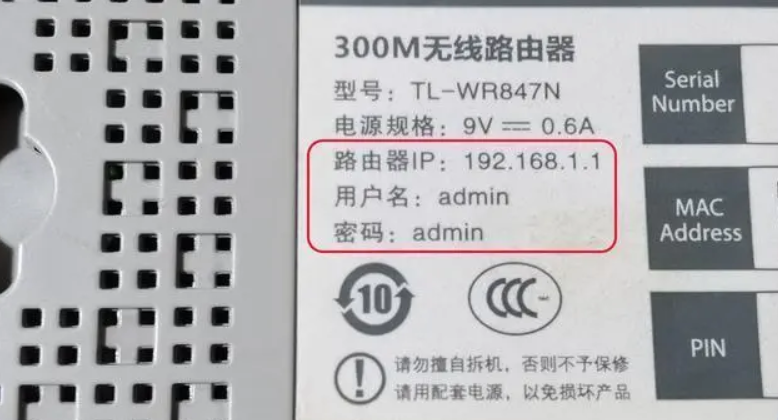 300M无线路由器
型号：TL-WR847N
电源规格：9V ⎓ 0.6A
路由器IP：192.168.1.1
用户名：admin
密码：admin
10
CCC
请勿擅自拆机，否则不予保修
请用配套电源，以免损坏产品
Serial
Number
MAC
Address
PIN